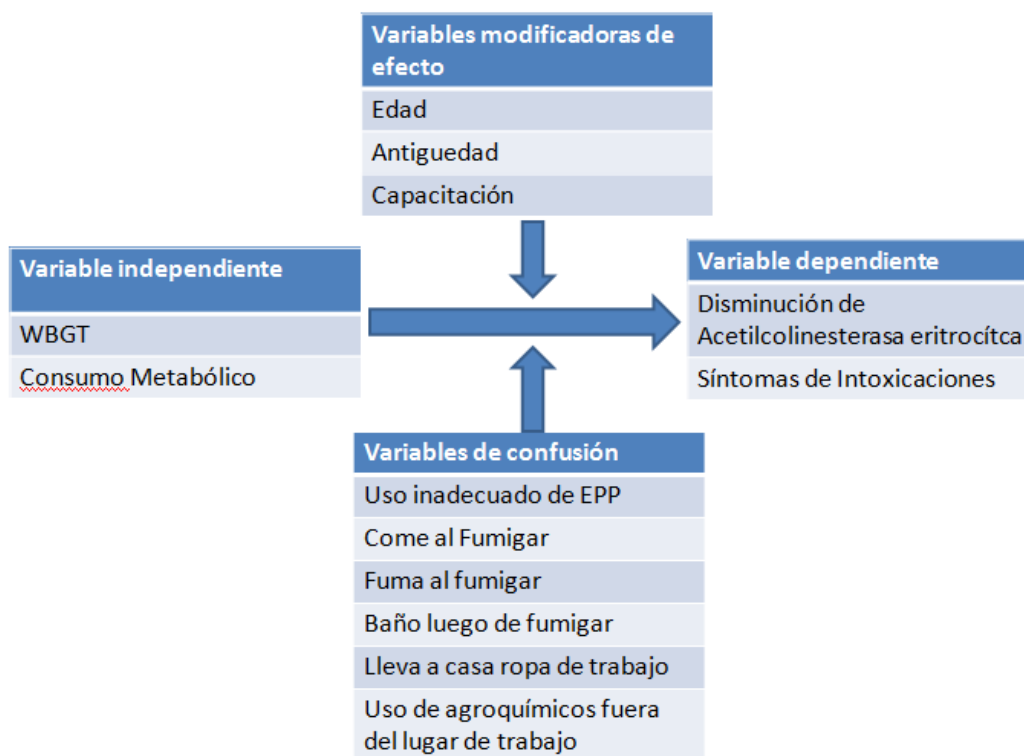 Variables modificadoras de
efecto
Edad
Antiguedad
Capacitación
Variable independiente
WBGT
Consumo Metabólico
Variable dependiente
Disminución de
Acetilcolinesterasa eritrocítca
Síntomas de Intoxicaciones
Variables de confusión
Uso inadecuado de EPP
Come al Fumigar
Fuma al fumigar
Baño luego de fumigar
Lleva a casa ropa de trabajo
Uso de agroquímicos fuera
del lugar de trabajo